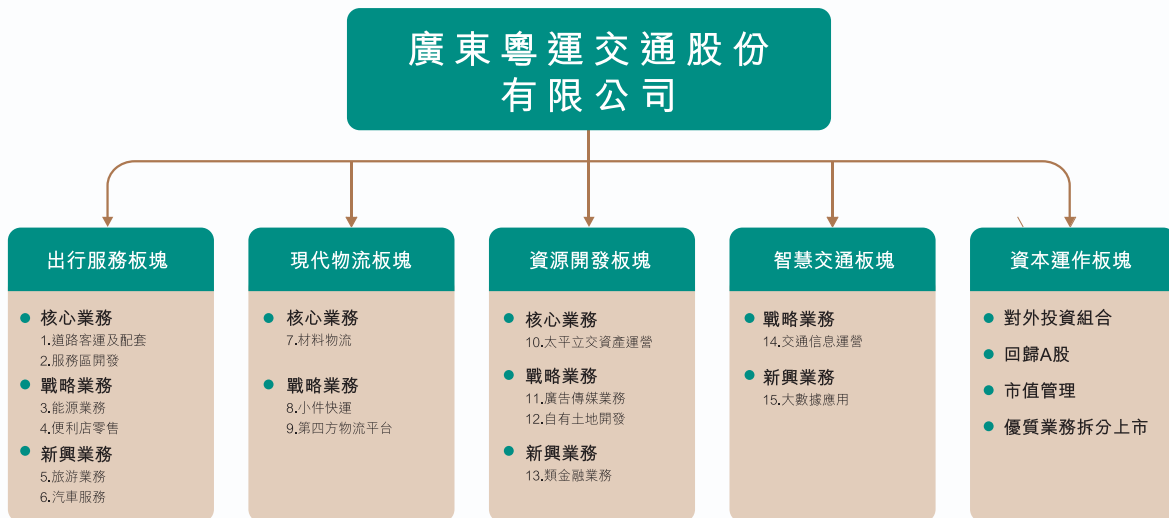 廣東粵運交通股份
有限公司
出行服務板塊
核心業務
1.道路客運及配套
2.服務區開發
戰略業務
3.能源業務
4.便利店零售
新興業務
5.旅游業務
6.汽車服務
現代物流板塊
核心業務
7.材料物流
戰略業務
8.小件快運
9.第四方物流平台
資源開發板塊
核心業務
10.太平立交資產運營
戰略業務
11.廣告傳媒業務
12.自有土地開發
新興業務
13.類金融業務
智慧交通板塊
戰略業務
14.交通信息運營
新興業務
15.大數據應用
資本運作板塊
對外投資組合
回歸A股
市值管理
優質業務拆分上市